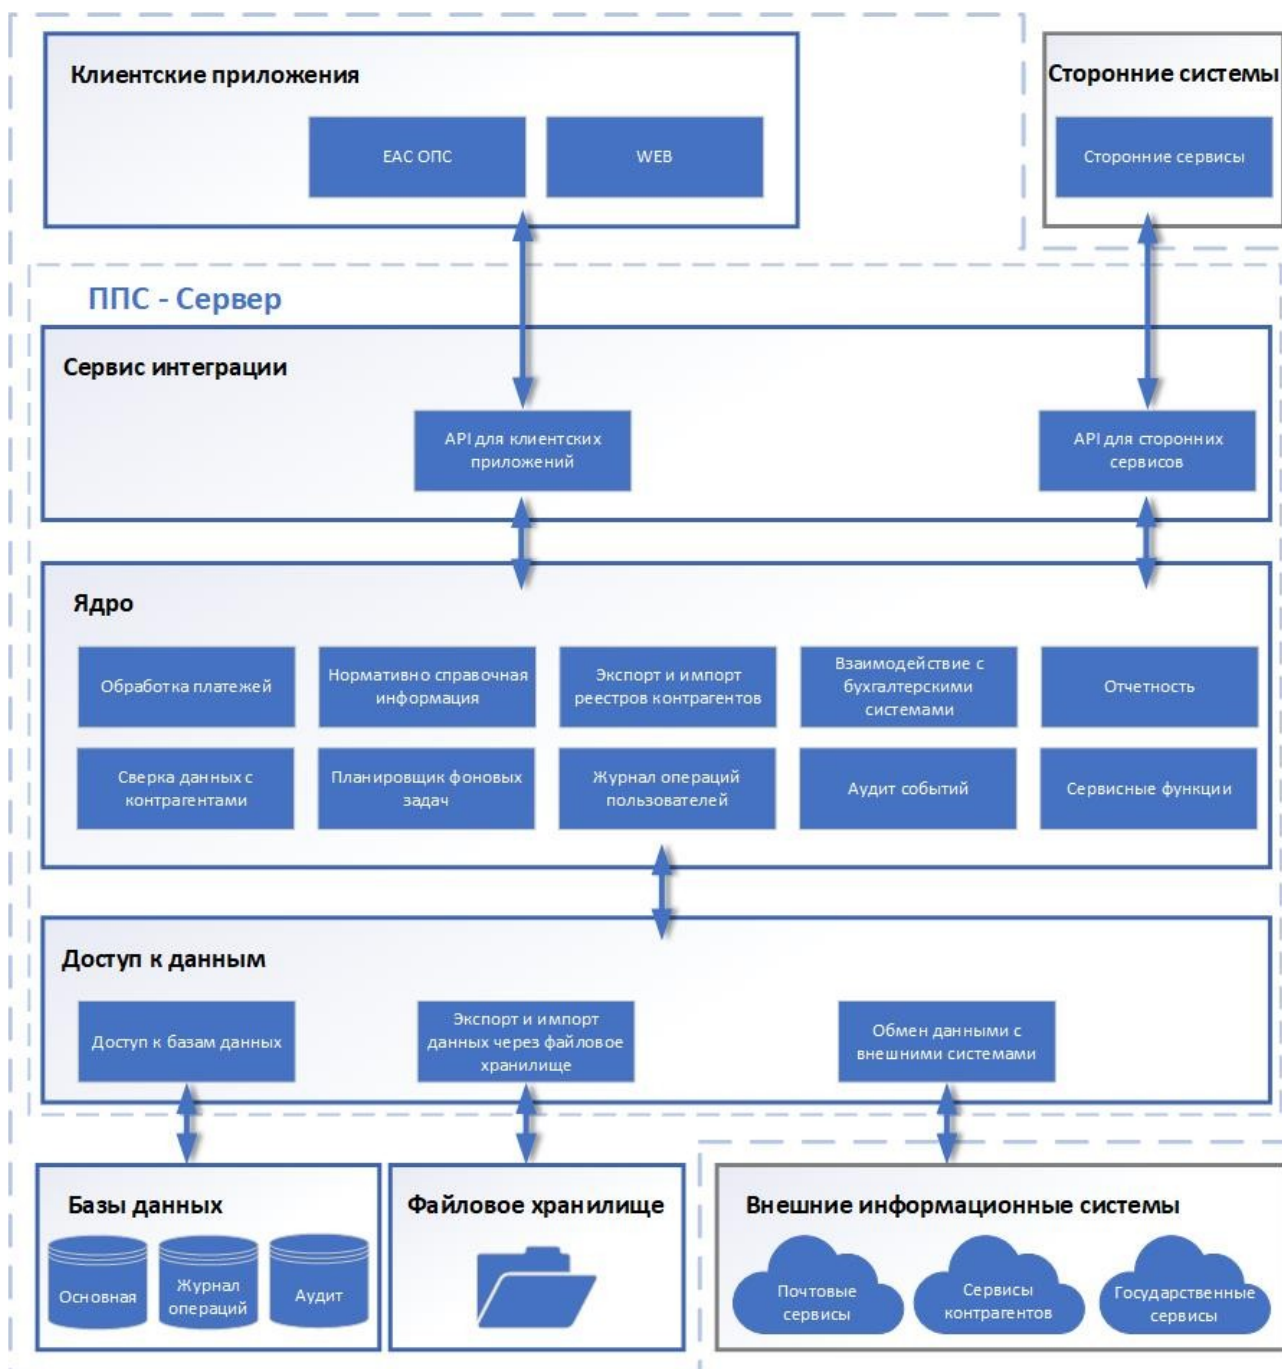 Клиентские приложения
ЕАС ОПС
WEB
Сторонние системы
Сторонние сервисы
ППС - Сервер
Сервис интеграции
API для клиентских
приложений
API для сторонних
сервисов
Ядро
Обработка платежей
Нормативно справочная
информация
Экспорт и импорт
реестров контрагентов
Взаимодействие с
бухгалтерскими
системами
Отчетность
Сверка данных с
контрагентами
Планировщик фоновых
задач
Журнал операций
пользователей
Аудит событий
Сервисные функции
Доступ к данным
Доступ к базам данных
Экспорт и импорт
данных через файловое
хранилище
Обмен данными с
внешними системами
Базы данных
Основная
Журнал
операций
Аудит
Файловое хранилище
Внешние информационные системы
Почтовые
сервисы
Сервисы
контрагентов
Государственные
сервисы